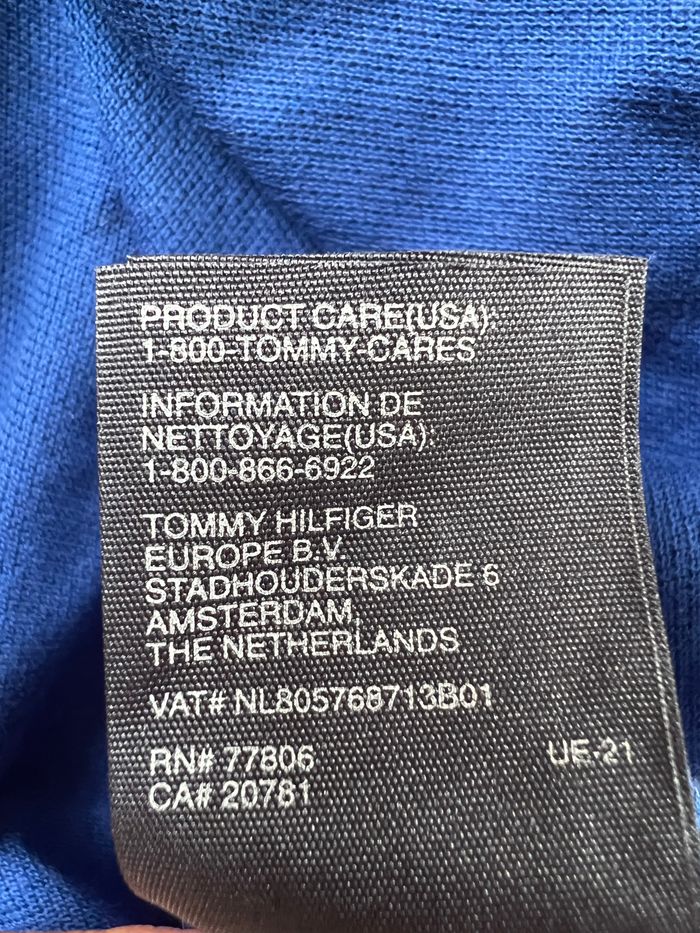 PRODUCT CARE(USA):
1-800-TOMMY-CARES
INFORMATION DE
NETTOYAGE(USA):
1-800-866-6922
TOMMY HILFIGER
EUROPE B.V
STADHOUDERSKADE 6
AMSTERDAM,
THE NETHERLANDS
VAT# NL805768713B01
RN# 77806 UE-21
CA# 20781